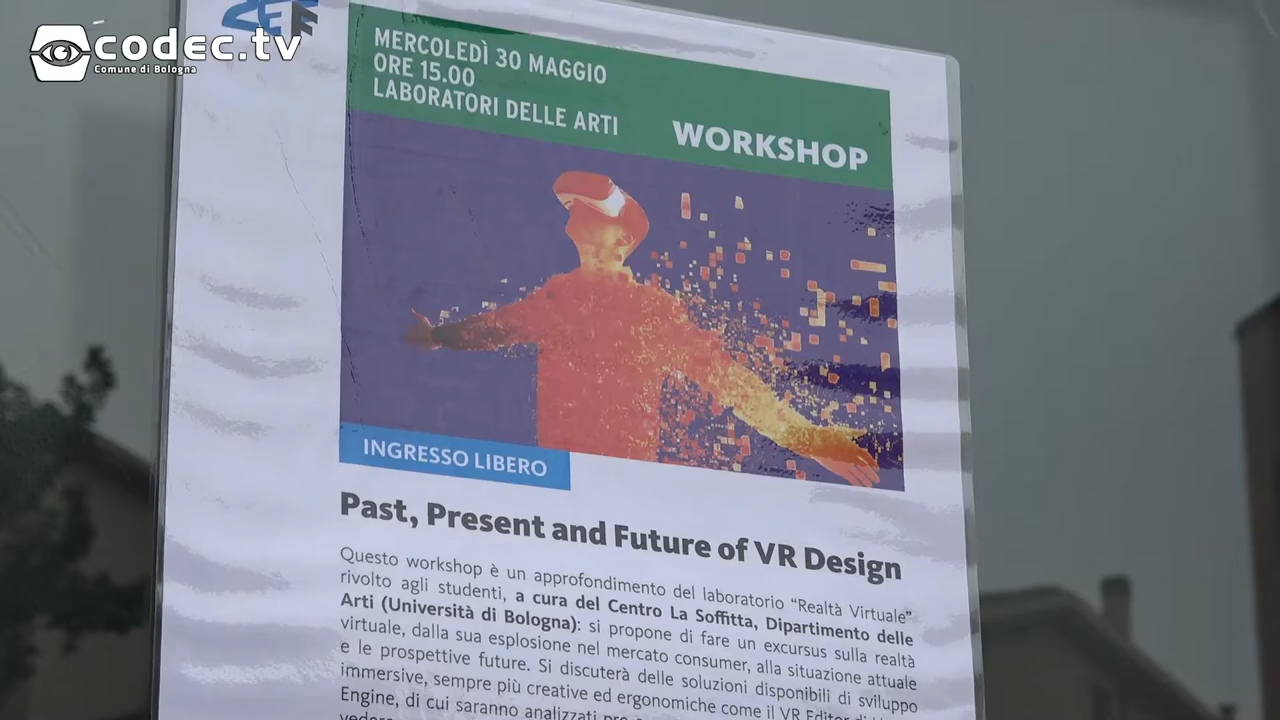 codec.tv
Comune di Bologna
MERCOLEDÌ 30 MAGGIO
ORE 15.00
LABORATORI DELLE ARTI
WORKSHOP
INGRESSO LIBERO
Past, Present and Future of VR Design
Questo workshop è un approfondimento del laboratorio “Realtà Virtuale”,
rivolto agli studenti, a cura del Centro La Soffitta, Dipartimento delle
Arti (Università di Bologna): si propone di fare un excursus sulla realtà
virtuale, dalla sua esplosione nel mercato consumer, alla situazione attuale
e le prospettive future. Si discuterà delle soluzioni disponibili di sviluppo
immersive, sempre più creative ed ergonomiche come il VR Editor di
Engine, di cui saranno analizzati